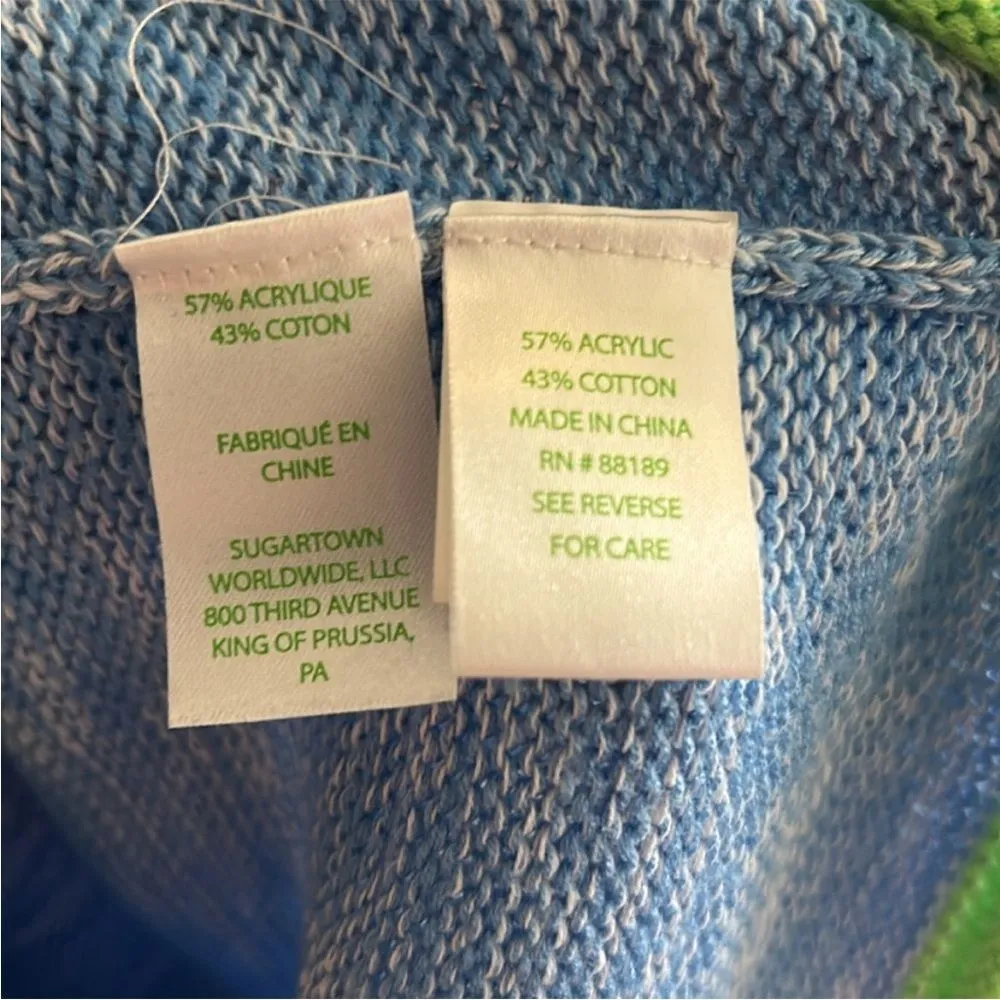 57% ACRYLIQUE
43% COTON
FABRIQUÉ EN
CHINE
SUGARTOWN
WORLDWIDE, LLC
800 THIRD AVENUE
KING OF PRUSSIA,
PA
57% ACRYLIC
43% COTTON
MADE IN CHINA
RN # 88189
SEE REVERSE
FOR CARE